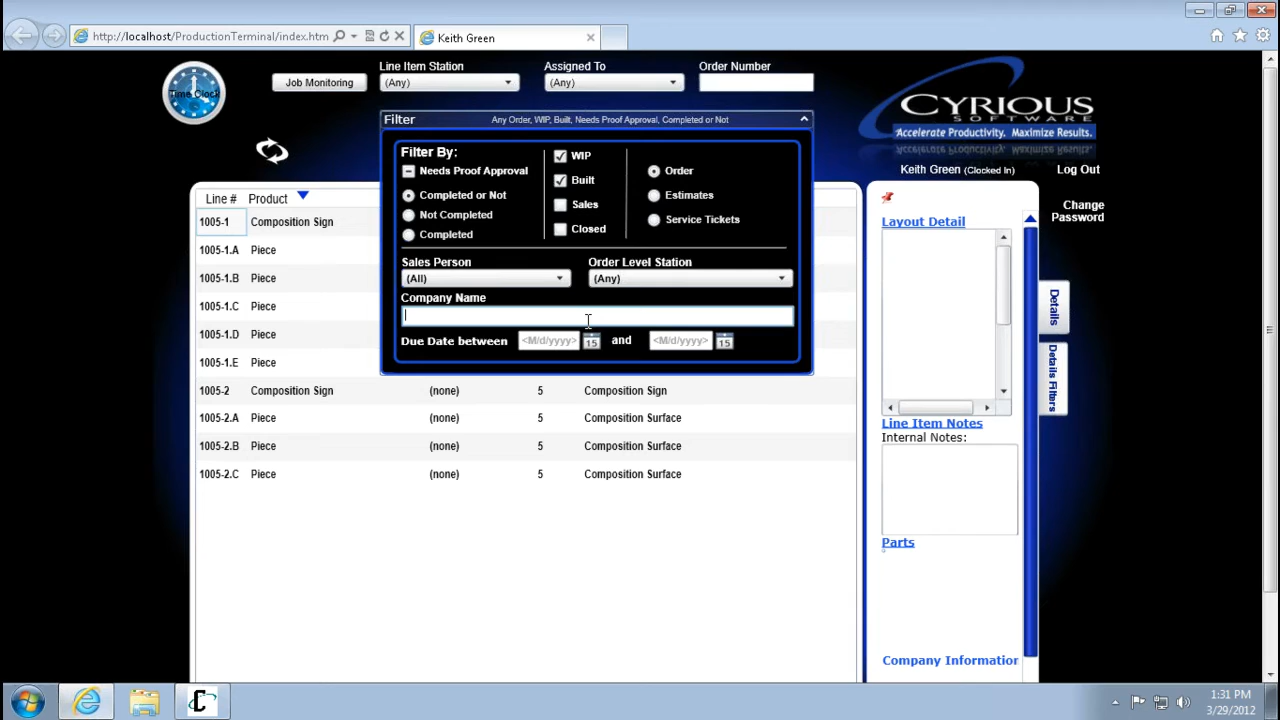 http://localhost/ProductionTerminal/index.htm
Keith Green
Time Clock
Job Monitoring
Line Item Station
(Any)
Assigned To
(Any)
Order Number
CYRIOUS
SOFTWARE
Accelerate Productivity. Maximize Results.
Keith Green (Clocked In)
Log Out
Change
Password
Filter
Any Order, WIP, Built, Needs Proof Approval, Completed or Not
Filter By:
Needs Proof Approval
Completed or Not
Not Completed
Completed
WIP
Built
Sales
Closed
Order
Estimates
Service Tickets
Sales Person
(All)
Order Level Station
(Any)
Company Name
Due Date between <M/d/yyyy> 15 and <M/d/yyyy> 15
Line # Product
1005-1 Composition Sign
1005-1.A Piece
1005-1.B Piece
1005-1.C Piece
1005-1.D Piece
1005-1.E Piece
1005-2 Composition Sign (none) 5 Composition Sign
1005-2.A Piece (none) 5 Composition Surface
1005-2.B Piece (none) 5 Composition Surface
1005-2.C Piece (none) 5 Composition Surface
Layout Detail
Line Item Notes
Internal Notes:
Parts
Company Information
Details
Details Filters
1:31 PM
3/29/2012